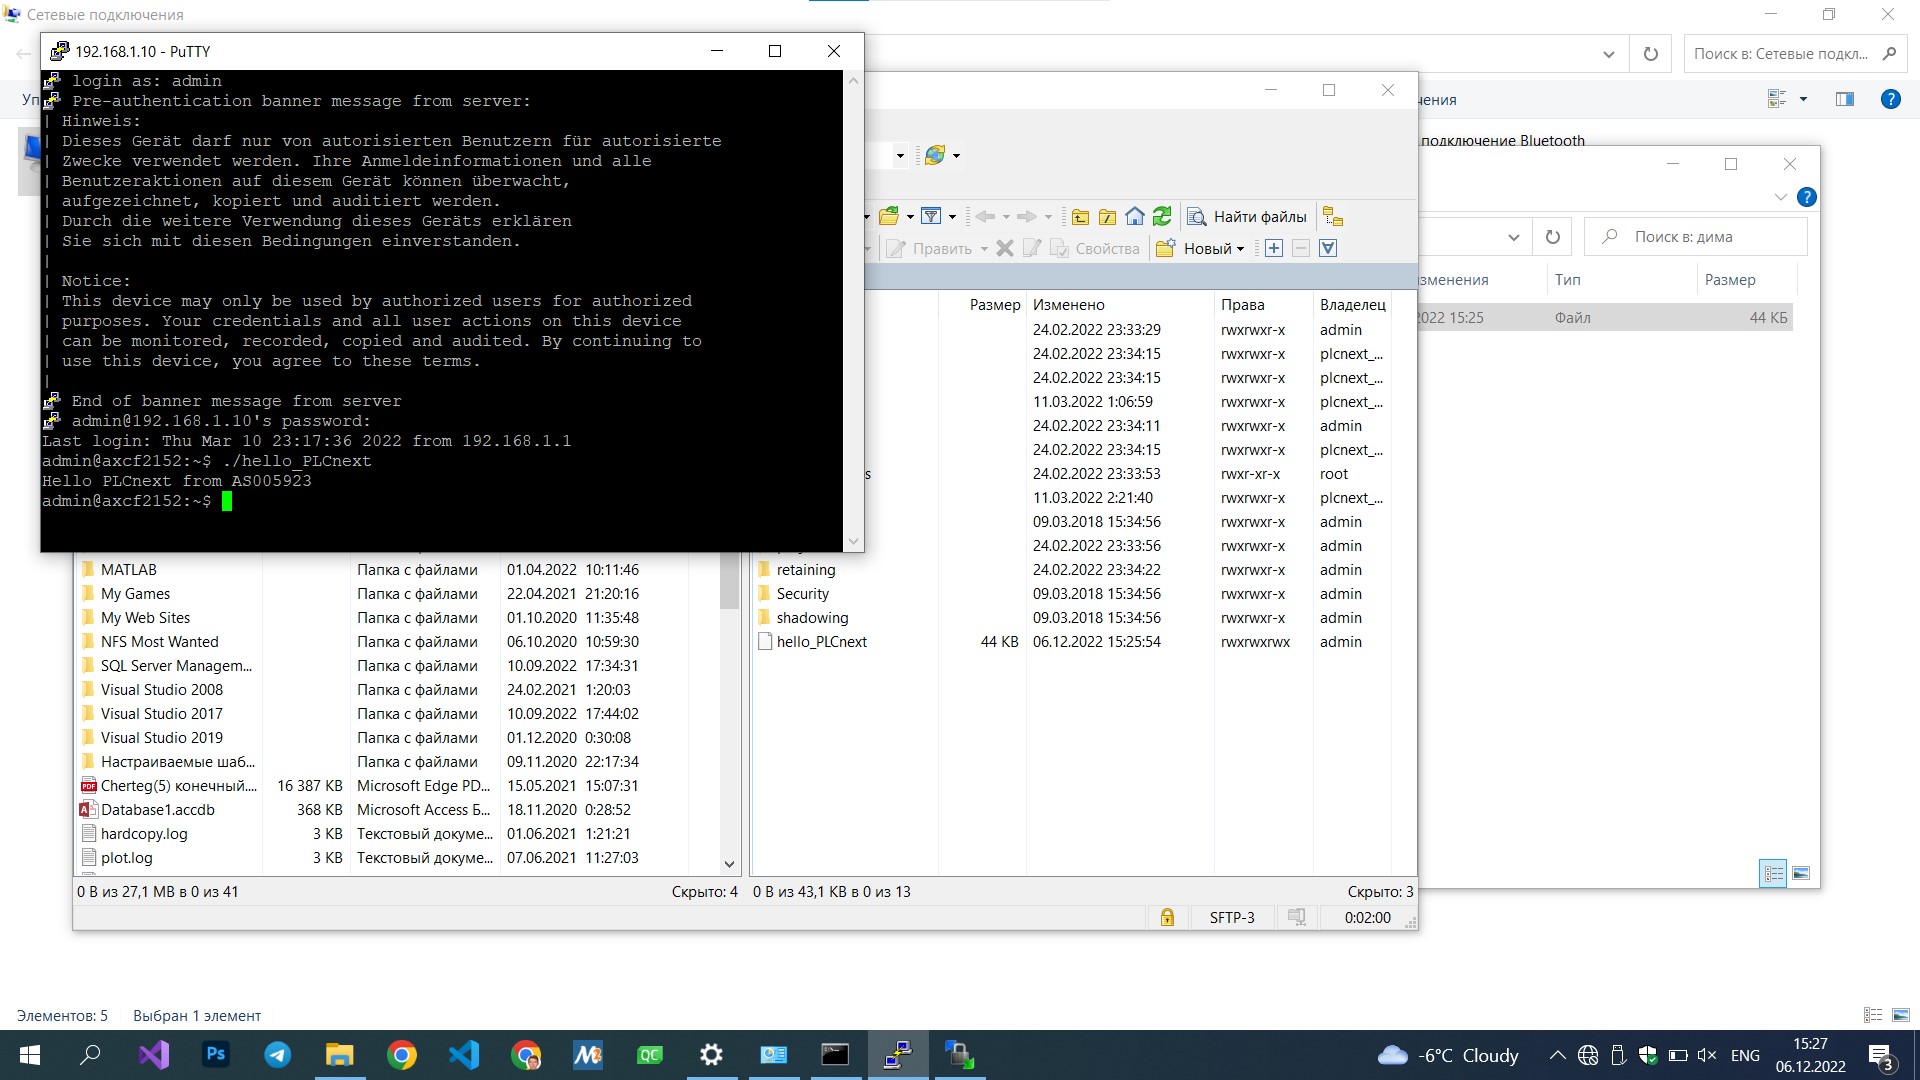 Сетевые подключения
Поиск в: Сетевые подкл...
192.168.1.10 - PuTTY
login as: admin
Pre-authentication banner message from server:
| Hinweis:
| Dieses Gerät darf nur von autorisierten Benutzern für autorisierte
| Zwecke verwendet werden. Ihre Anmeldeinformationen und alle
| Benutzeraktionen auf diesem Gerät können überwacht,
| aufgezeichnet, kopiert und auditiert werden.
| Durch die weitere Verwendung dieses Geräts erklären
| Sie sich mit diesen Bedingungen einverstanden.
|
| Notice:
| This device may only be used by authorized users for authorized
| purposes. Your credentials and all user actions on this device
| can be monitored, recorded, copied and audited. By continuing to
| use this device, you agree to these terms.
|
End of banner message from server
admin@192.168.1.10's password:
Last login: Thu Mar 10 23:17:36 2022 from 192.168.1.1
admin@axcf2152:~$ ./hello_PLCnext
Hello PLCnext from AS005923
admin@axcf2152:~$
Уп
чения
подключение Bluetooth
Найти файлы
Править
Свойства
Новый
Размер Изменено Права Владелец
24.02.2022 23:33:29 rwxrwxr-x admin
24.02.2022 23:34:15 rwxrwxr-x plcnext_...
24.02.2022 23:34:15 rwxrwxr-x plcnext_...
11.03.2022 1:06:59 rwxrwxr-x plcnext_...
24.02.2022 23:34:11 rwxrwxr-x admin
24.02.2022 23:34:15 rwxrwxr-x plcnext_...
s 24.02.2022 23:33:53 rwxr-xr-x root
11.03.2022 2:21:40 rwxrwxr-x plcnext_...
09.03.2018 15:34:56 rwxrwxr-x admin
24.02.2022 23:33:56 rwxrwxr-x admin
retaining 24.02.2022 23:34:22 rwxrwxr-x admin
Security 09.03.2018 15:34:56 rwxrwxr-x admin
shadowing 09.03.2018 15:34:56 rwxrwxr-x admin
hello_PLCnext 44 KB 06.12.2022 15:25:54 rwxrwxrwx admin
MATLAB Папка с файлами 01.04.2022 10:11:46
My Games Папка с файлами 22.04.2021 21:20:16
My Web Sites Папка с файлами 01.10.2020 11:35:48
NFS Most Wanted Папка с файлами 06.10.2020 10:59:30
SQL Server Managem... Папка с файлами 10.09.2022 17:34:31
Visual Studio 2008 Папка с файлами 24.02.2021 1:20:03
Visual Studio 2017 Папка с файлами 10.09.2022 17:44:02
Visual Studio 2019 Папка с файлами 01.12.2020 0:30:08
Настраиваемые шаб... Папка с файлами 09.11.2020 22:17:34
Cherteg(5) конечный.... 16 387 KB Microsoft Edge PD... 15.05.2021 15:07:31
Database1.accdb 368 KB Microsoft Access Б... 18.11.2020 0:28:52
hardcopy.log 3 KB Текстовый докуме... 01.06.2021 1:21:21
plot.log 3 KB Текстовый докуме... 07.06.2021 11:27:03
0 B из 27,1 MB в 0 из 41 Скрыто: 4
0 B из 43,1 KB в 0 из 13 Скрыто: 3
SFTP-3 0:02:00
Поиск в: дима
изменения Тип Размер
2022 15:25 Файл 44 КБ
Элементов: 5 Выбран 1 элемент
Ps
QC
-6°C Cloudy
ENG
15:27
06.12.2022
3